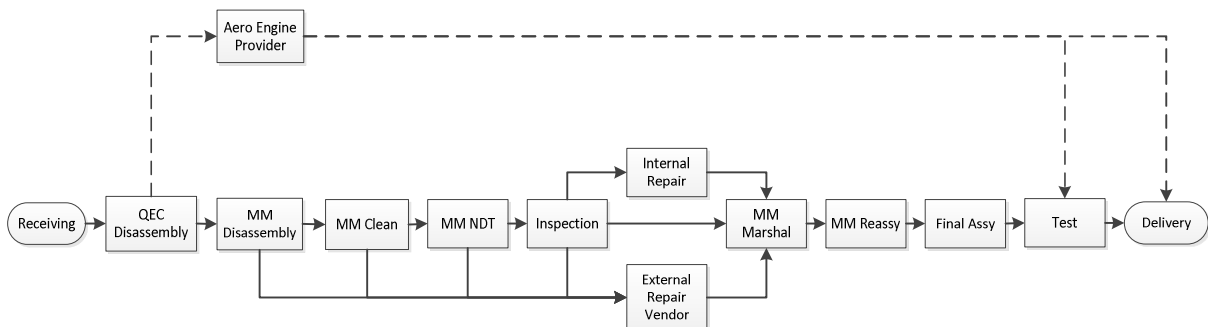 Aero Engine
Provider
Internal
Repair
Receiving
QEC
Disassembly
MM
Disassembly
MM Clean
MM NDT
Inspection
MM
Marshal
MM Reassy
Final Assy
Test
Delivery
External
Repair
Vendor